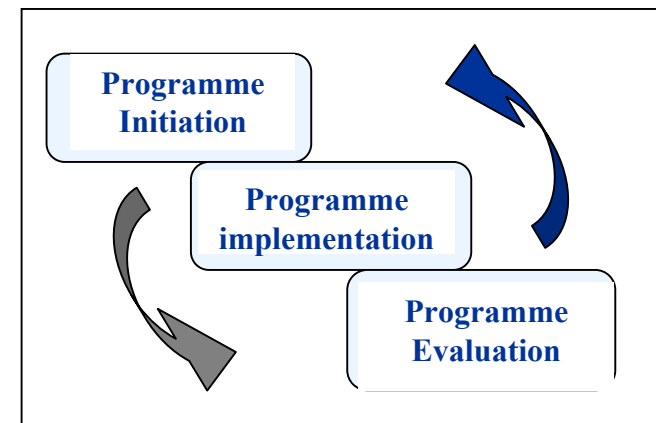 Programme
Initiation
Programme
implementation
Programme
Evaluation